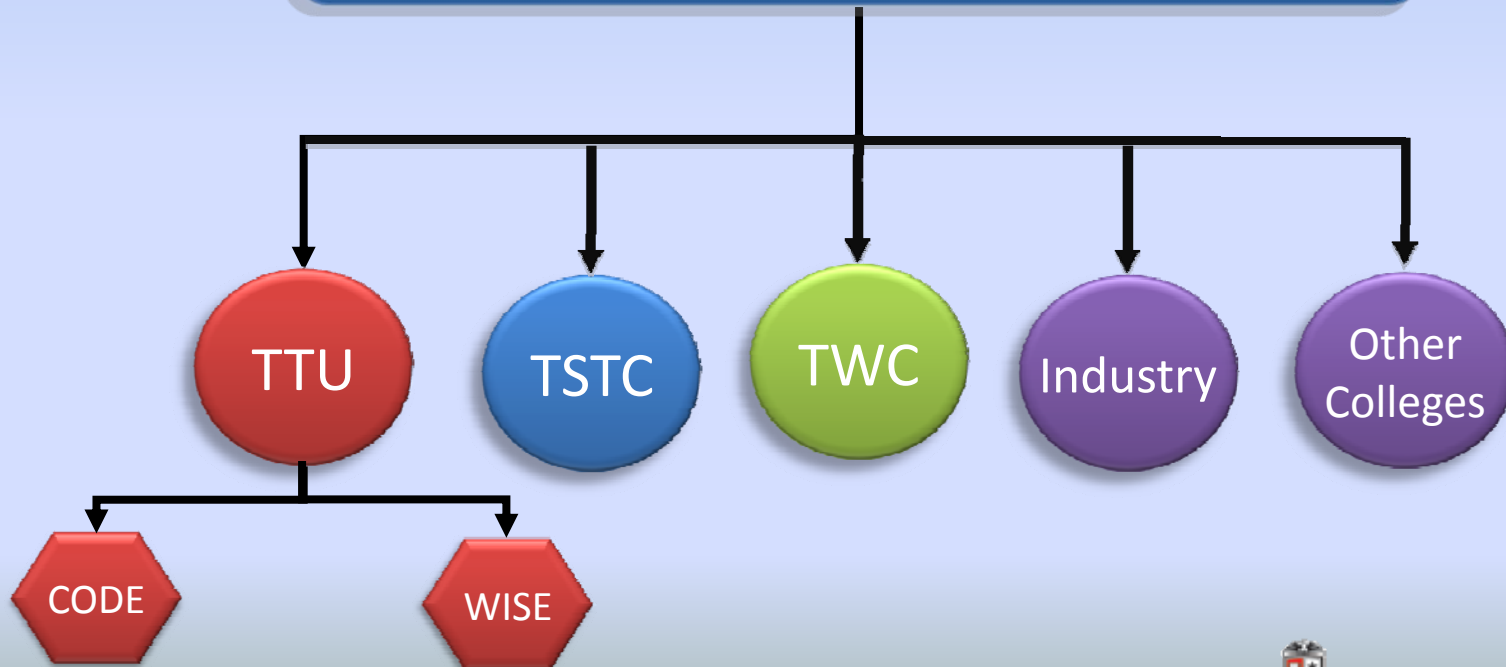 TTU
TSTC
TWC
Industry
Other
Colleges
CODE
WISE